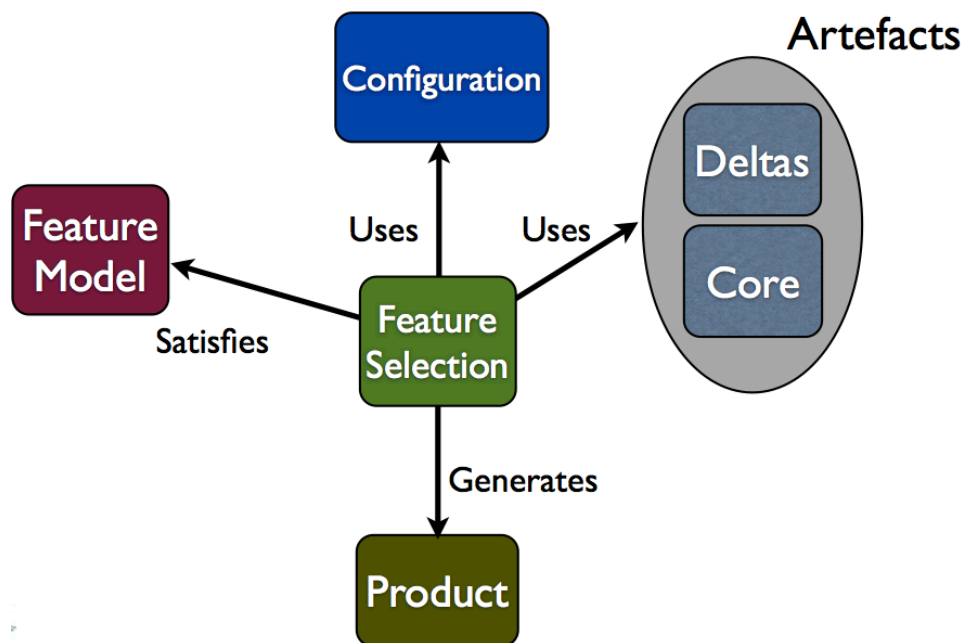 Artefacts
Configuration
Deltas
Feature
Model
Uses
Uses
Core
Satisfies
Feature
Selection
Generates
Product